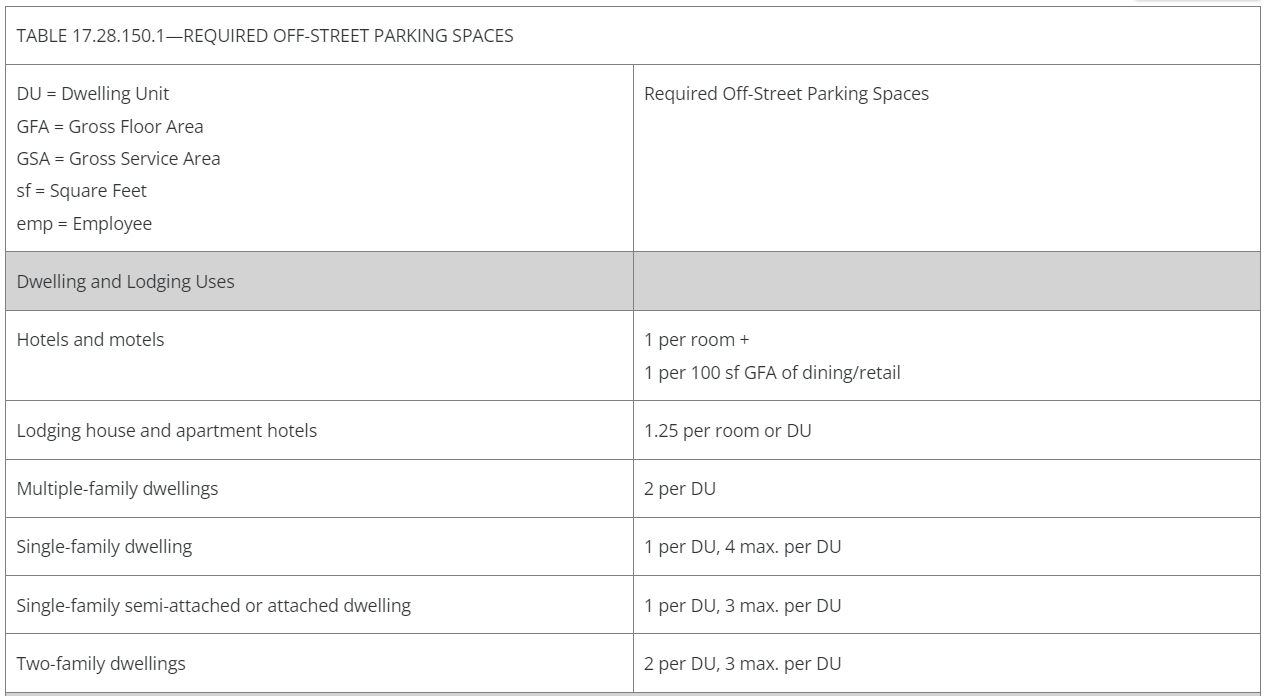 TABLE 17.28.150.1—REQUIRED OFF-STREET PARKING SPACES
DU = Dwelling Unit
GFA = Gross Floor Area
GSA = Gross Service Area
sf = Square Feet
emp = Employee
Required Off-Street Parking Spaces
Dwelling and Lodging Uses
Hotels and motels
1 per room +
1 per 100 sf GFA of dining/retail
Lodging house and apartment hotels
1.25 per room or DU
Multiple-family dwellings
2 per DU
Single-family dwelling
1 per DU, 4 max. per DU
Single-family semi-attached or attached dwelling
1 per DU, 3 max. per DU
Two-family dwellings
2 per DU, 3 max. per DU